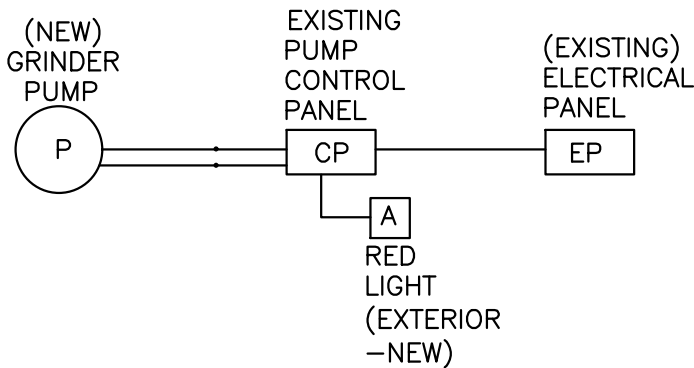 (NEW)
GRINDER
PUMP
P
EXISTING
PUMP
CONTROL
PANEL
CP
(EXISTING)
ELECTRICAL
PANEL
EP
A
RED
LIGHT
(EXTERIOR
-NEW)